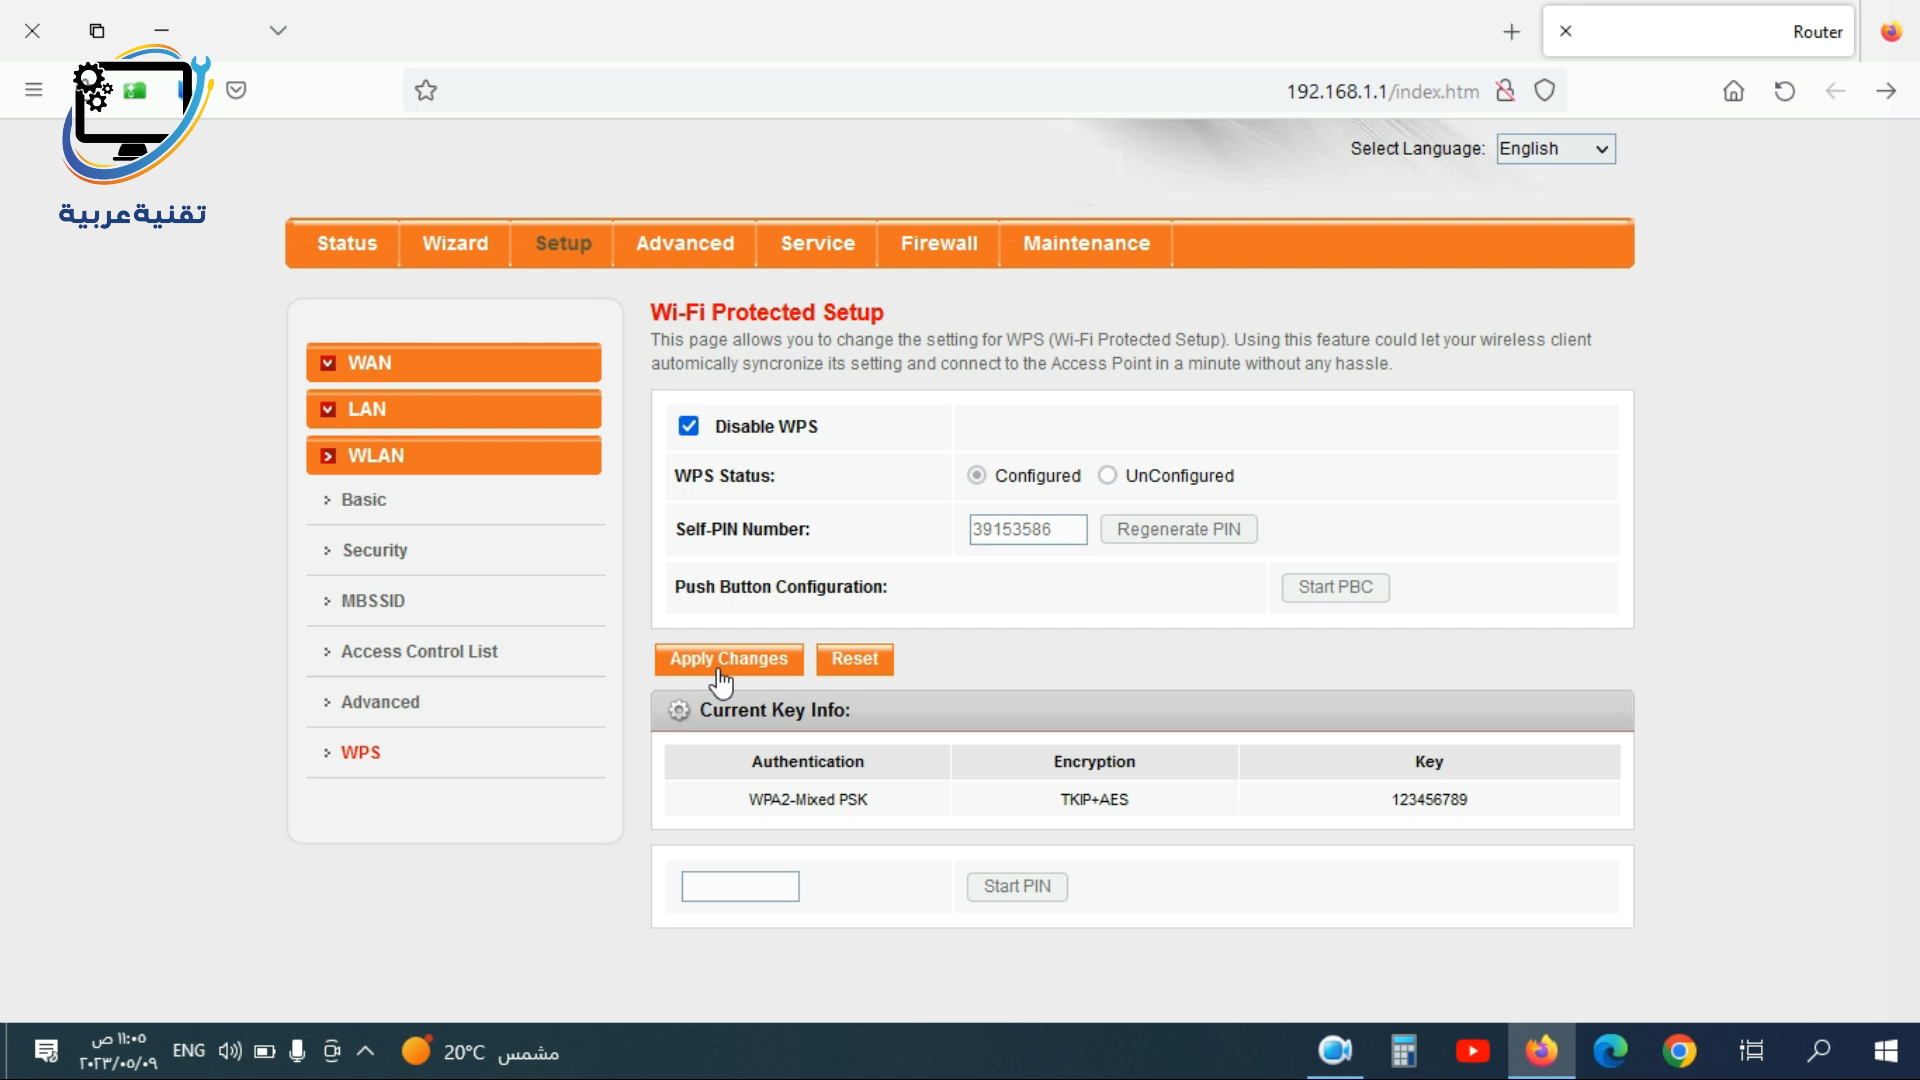 Router
192.168.1.1/index.htm
تقنية عربية
Select Language: English
Status Wizard Setup Advanced Service Firewall Maintenance
WAN
LAN
WLAN
Basic
Security
MBSSID
Access Control List
Advanced
WPS
Wi-Fi Protected Setup
This page allows you to change the setting for WPS (Wi-Fi Protected Setup). Using this feature could let your wireless client
automically syncronize its setting and connect to the Access Point in a minute without any hassle.
Disable WPS
WPS Status: Configured UnConfigured
Self-PIN Number: 39153586 Regenerate PIN
Push Button Configuration: Start PBC
Apply Changes Reset
Current Key Info:
Authentication Encryption Key
WPA2-Mixed PSK TKIP+AES 123456789
Start PIN
١١:٠٥ ص
٢٠٢٣/٠٥/٠٩
ENG
20°C مشمس